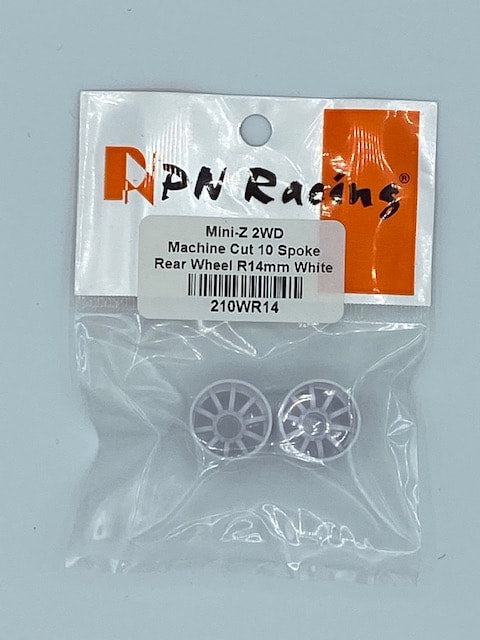 PN Racing®
Mini-Z 2WD
Machine Cut 10 Spoke
Rear Wheel R14mm White
210WR14